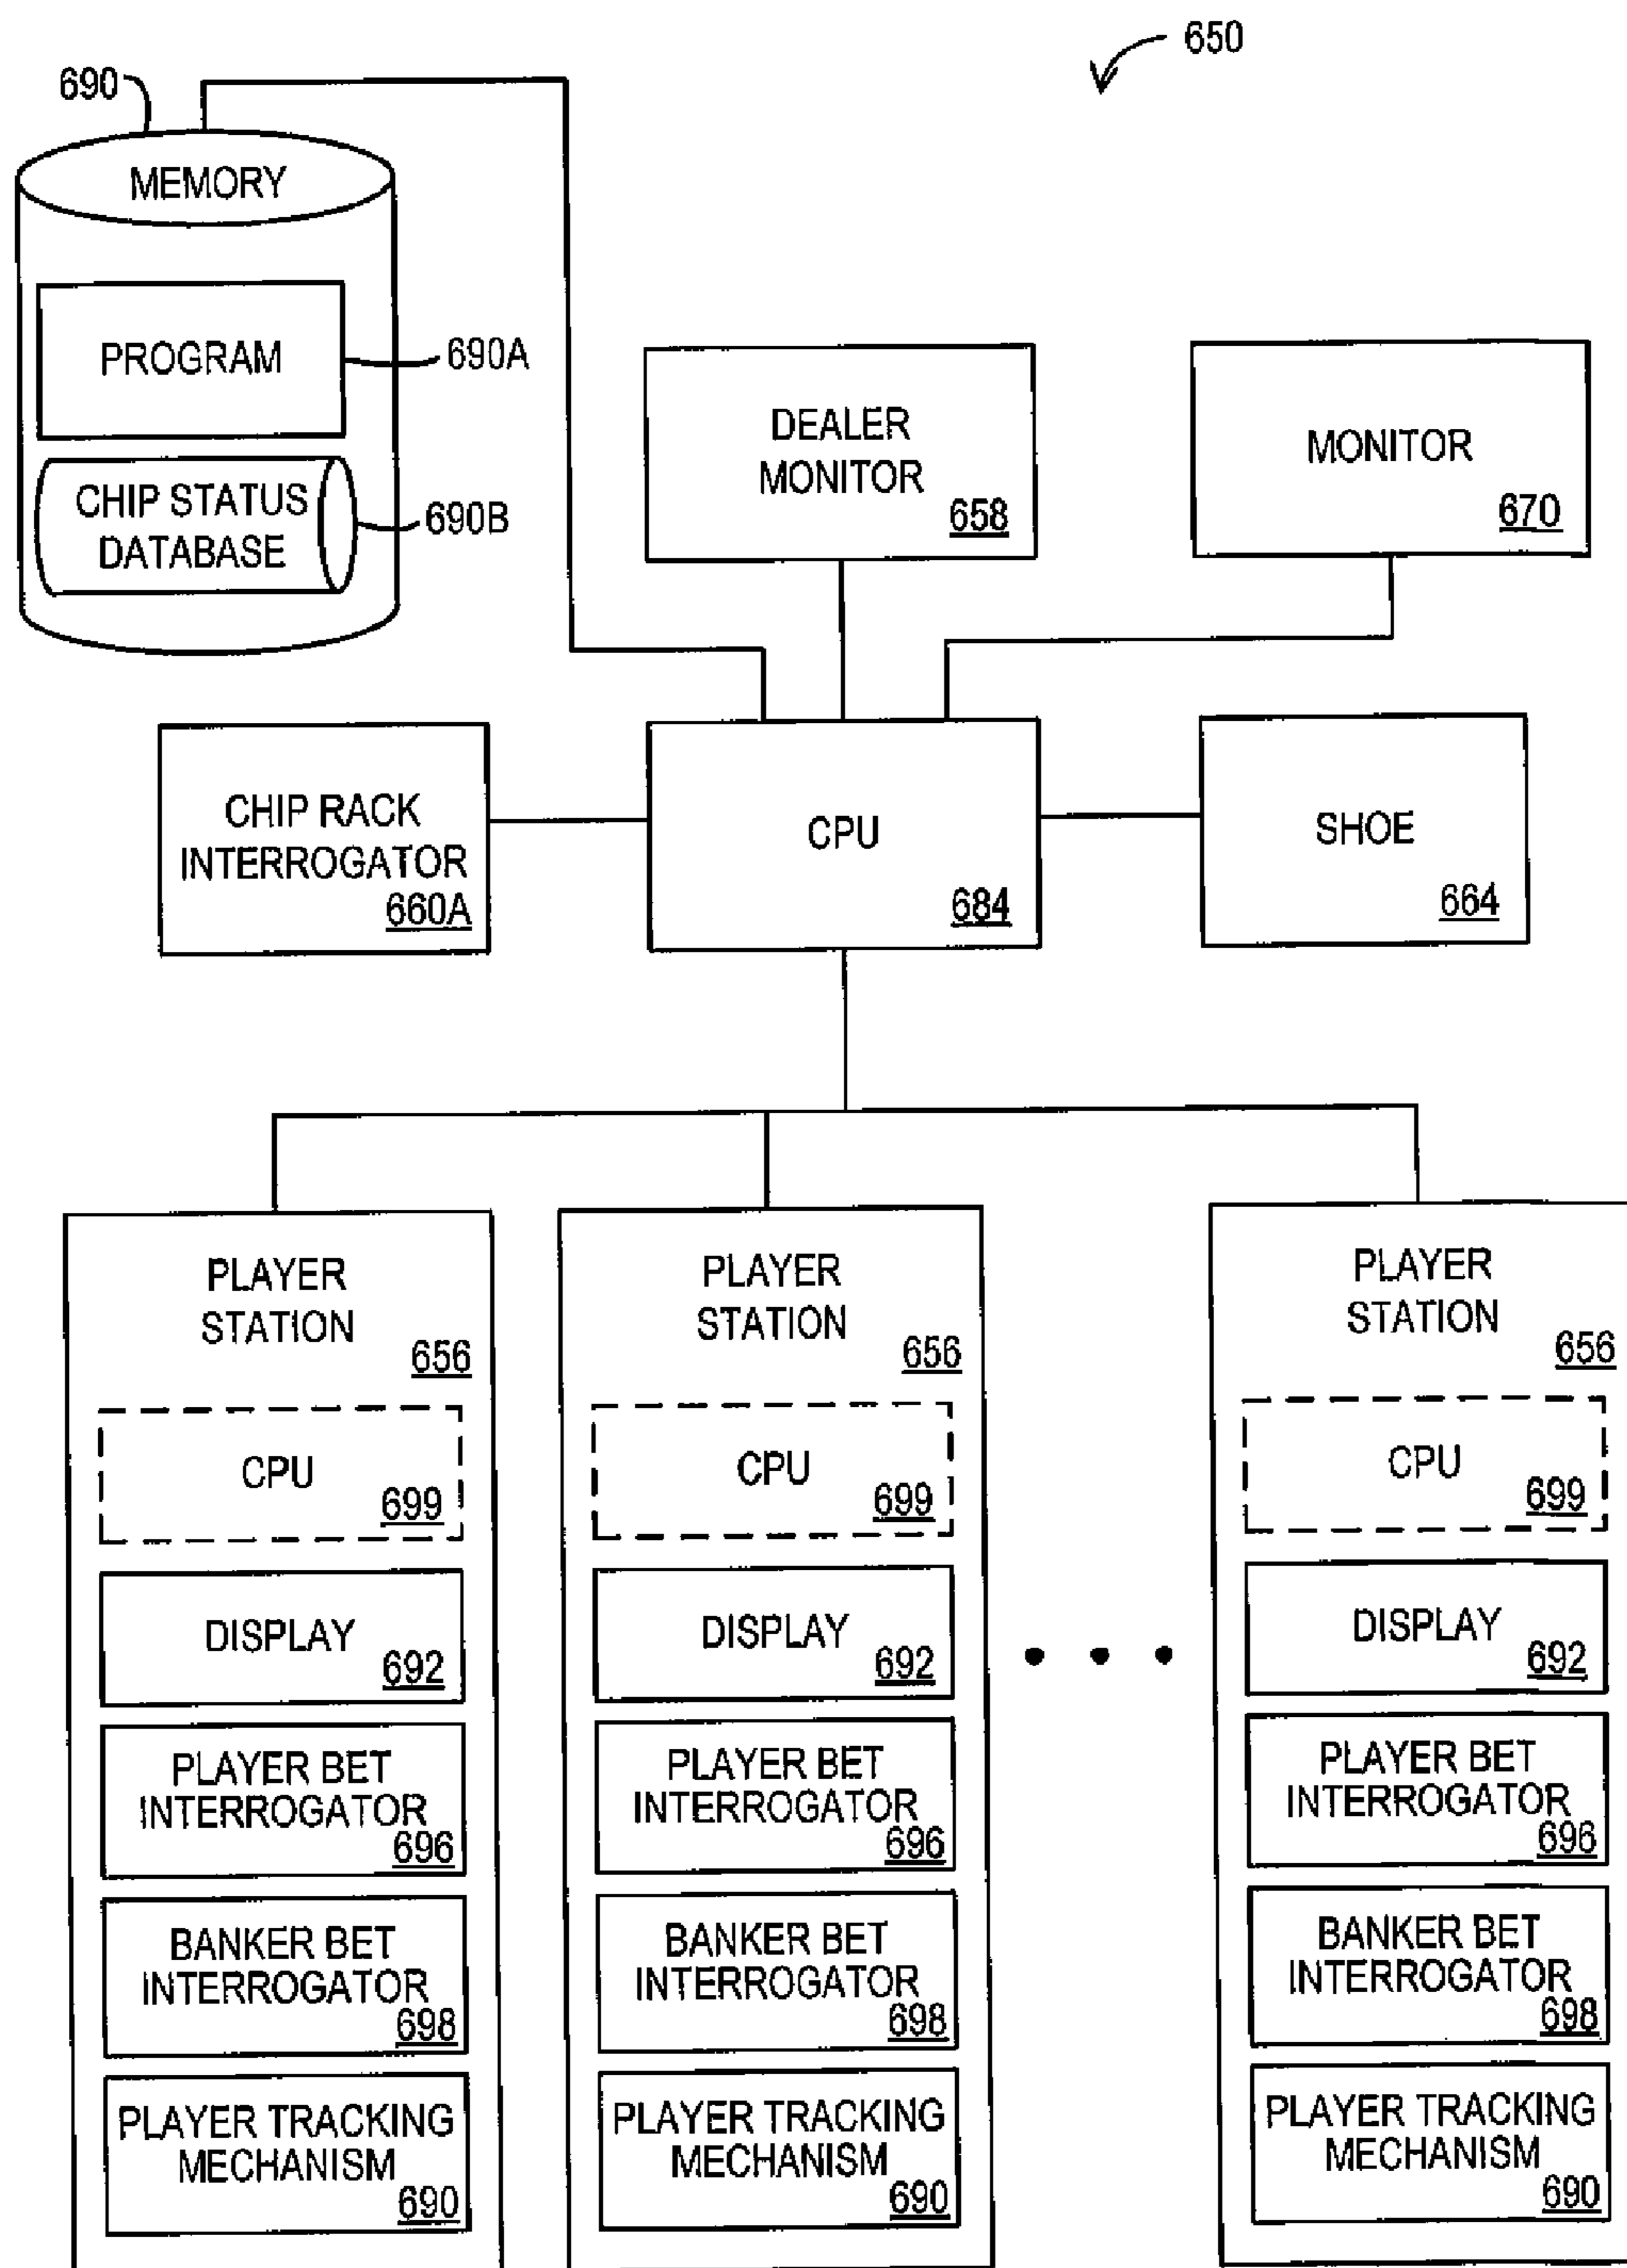 650
690
MEMORY
PROGRAM
690A
CHIP STATUS
DATABASE
690B
DEALER
MONITOR
658
MONITOR
670
CHIP RACK
INTERROGATOR
660A
CPU
684
SHOE
664
PLAYER
STATION
656
CPU
699
DISPLAY
692
PLAYER BET
INTERROGATOR
696
BANKER BET
INTERROGATOR
698
PLAYER TRACKING
MECHANISM
690
PLAYER
STATION
656
CPU
699
DISPLAY
692
PLAYER BET
INTERROGATOR
696
BANKER BET
INTERROGATOR
698
PLAYER TRACKING
MECHANISM
690
PLAYER
STATION
656
CPU
699
DISPLAY
692
PLAYER BET
INTERROGATOR
696
BANKER BET
INTERROGATOR
698
PLAYER TRACKING
MECHANISM
690